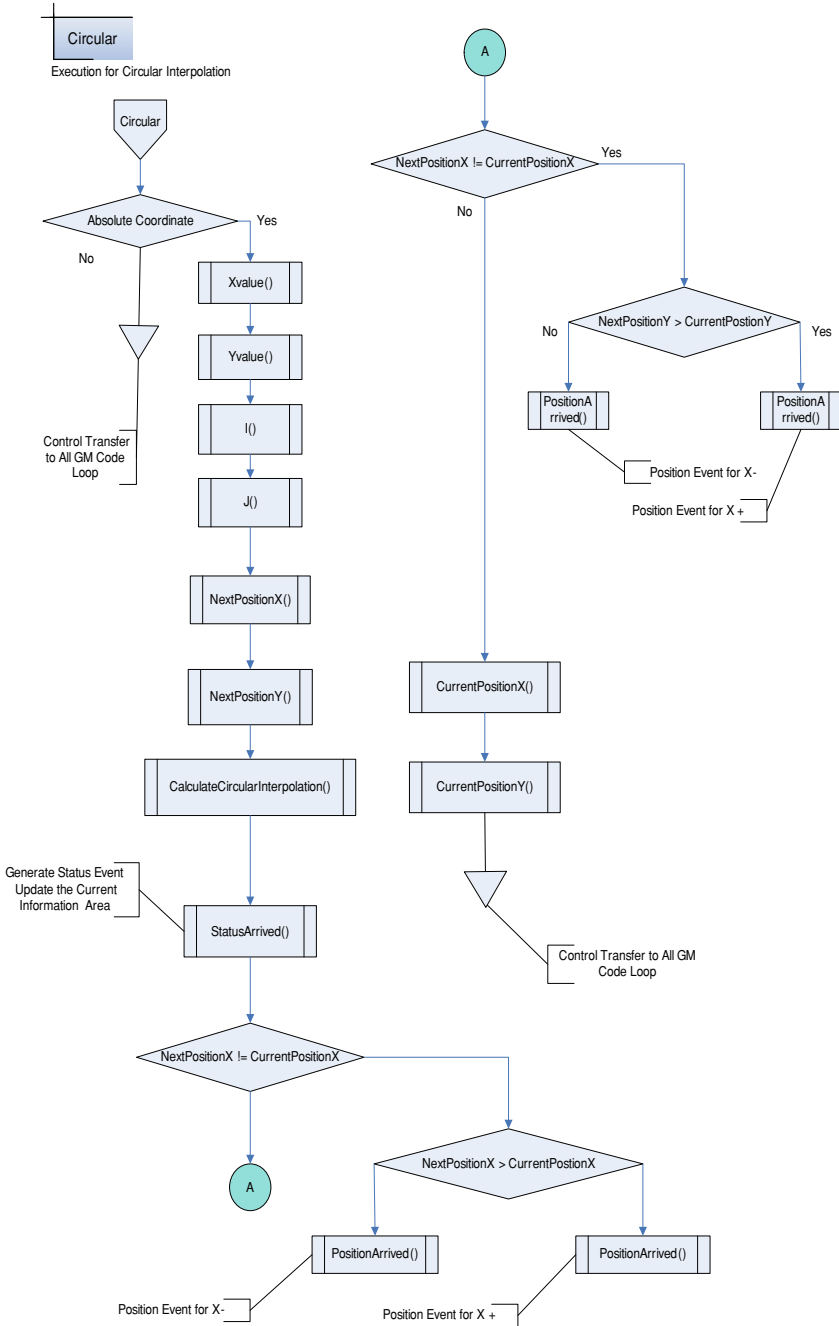 Circular
Execution for Circular Interpolation
Circular
Absolute Coordinate
Yes
No
Xvalue()
Yvalue()
I()
J()
Control Transfer
to All GM Code
Loop
NextPositionX()
NextPositionY()
CalculateCircularInterpolation()
Generate Status Event
Update the Current
Information Area
StatusArrived()
NextPositionX != CurrentPositionX
A
NextPositionX > CurrentPostionX
PositionArrived()
PositionArrived()
Position Event for X-
Position Event for X +
A
NextPositionX != CurrentPositionX
Yes
No
NextPositionY > CurrentPostionY
No
Yes
PositionA
rrived()
PositionA
rrived()
Position Event for X-
Position Event for X +
CurrentPositionX()
CurrentPositionY()
Control Transfer to All GM
Code Loop